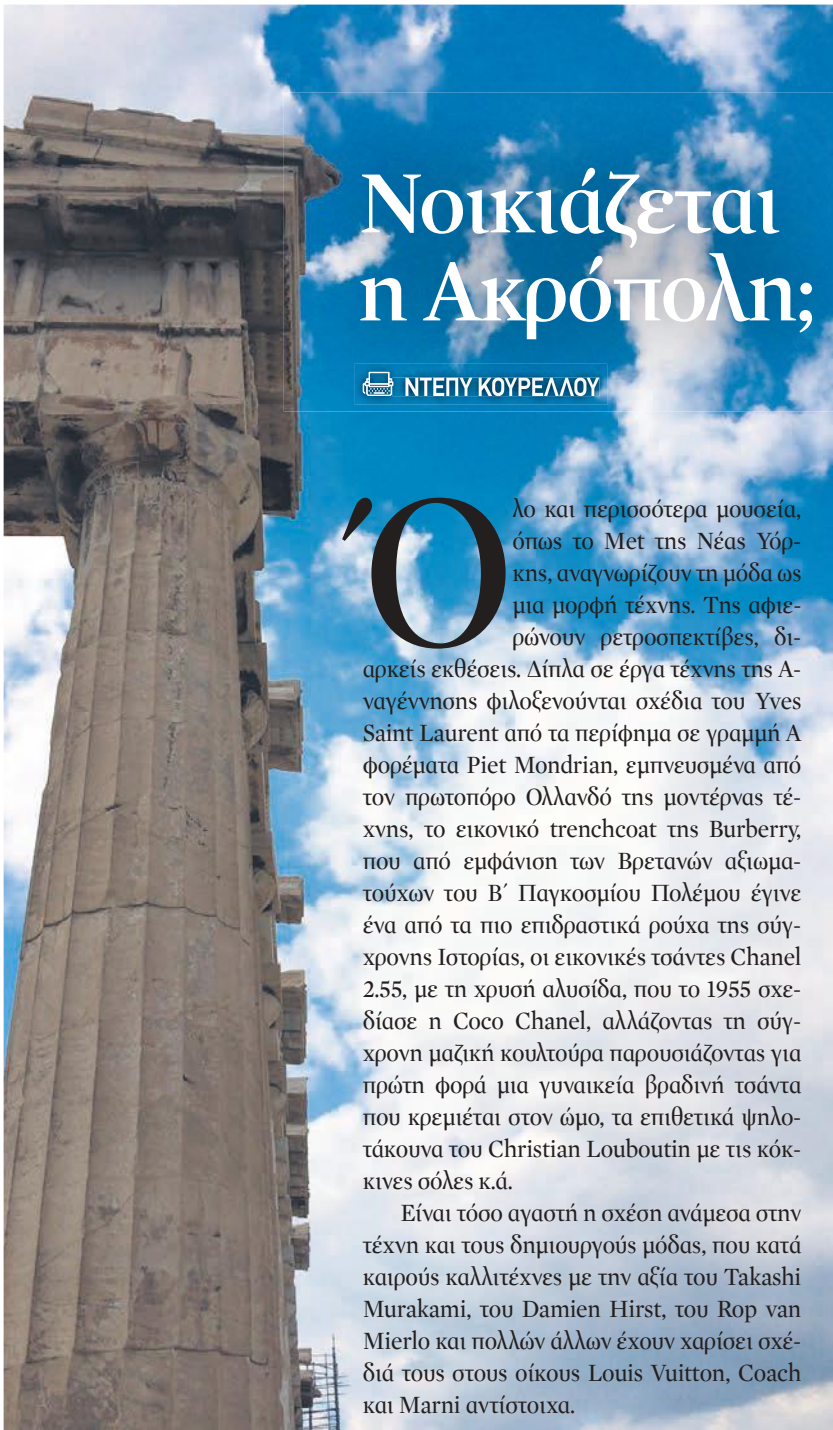 Νοικιάζεται
η Ακρόπολη;
ΝΤΕΠΥ ΚΟΥΡΕΛΛΟΥ
Όλο και περισσότερα μουσεία,
όπως το Met της Νέας Υόρ-
κης, αναγνωρίζουν τη μόδα ως
μια μορφή τέχνης. Της αφιε-
ρώνουν ρετροσπεκτίβες, δι-
αρκείς εκθέσεις. Δίπλα σε έργα τέχνης της Α-
ναγέννησης φιλοξενούνται σχέδια του Yves
Saint Laurent από τα περίφημα σε γραμμή Α
φορέματα Piet Mondrian, εμπνευσμένα από
τον πρωτοπόρο Ολλανδό της μοντέρνας τέ-
χνης, το εικονικό trenchcoat της Burberry,
που από εμφάνιση των Βρετανών αξιωμα-
τούχων του Β΄ Παγκοσμίου Πολέμου έγινε
ένα από τα πιο επιδραστικά ρούχα της σύγ-
χρονης Ιστορίας, οι εικονικές τσάντες Chanel
2.55, με τη χρυσή αλυσίδα, που το 1955 σχε-
δίασε η Coco Chanel, αλλάζοντας τη σύγ-
χρονη μαζική κουλτούρα παρουσιάζοντας για
πρώτη φορά μια γυναικεία βραδινή τσάντα
που κρεμιέται στον ώμο, τα επιθετικά ψηλο-
τάκουνα του Christian Louboutin με τις κόκ-
κινες σόλες κ.ά.
Είναι τόσο αγαστή η σχέση ανάμεσα στην
τέχνη και τους δημιουργούς μόδας, που κατά
καιρούς καλλιτέχνες με την αξία του Takashi
Murakami, του Damien Hirst, του Rop van
Mierlo και πολλών άλλων έχουν χαρίσει σχέ-
διά τους στους οίκους Louis Vuitton, Coach
και Marni αντίστοιχα.